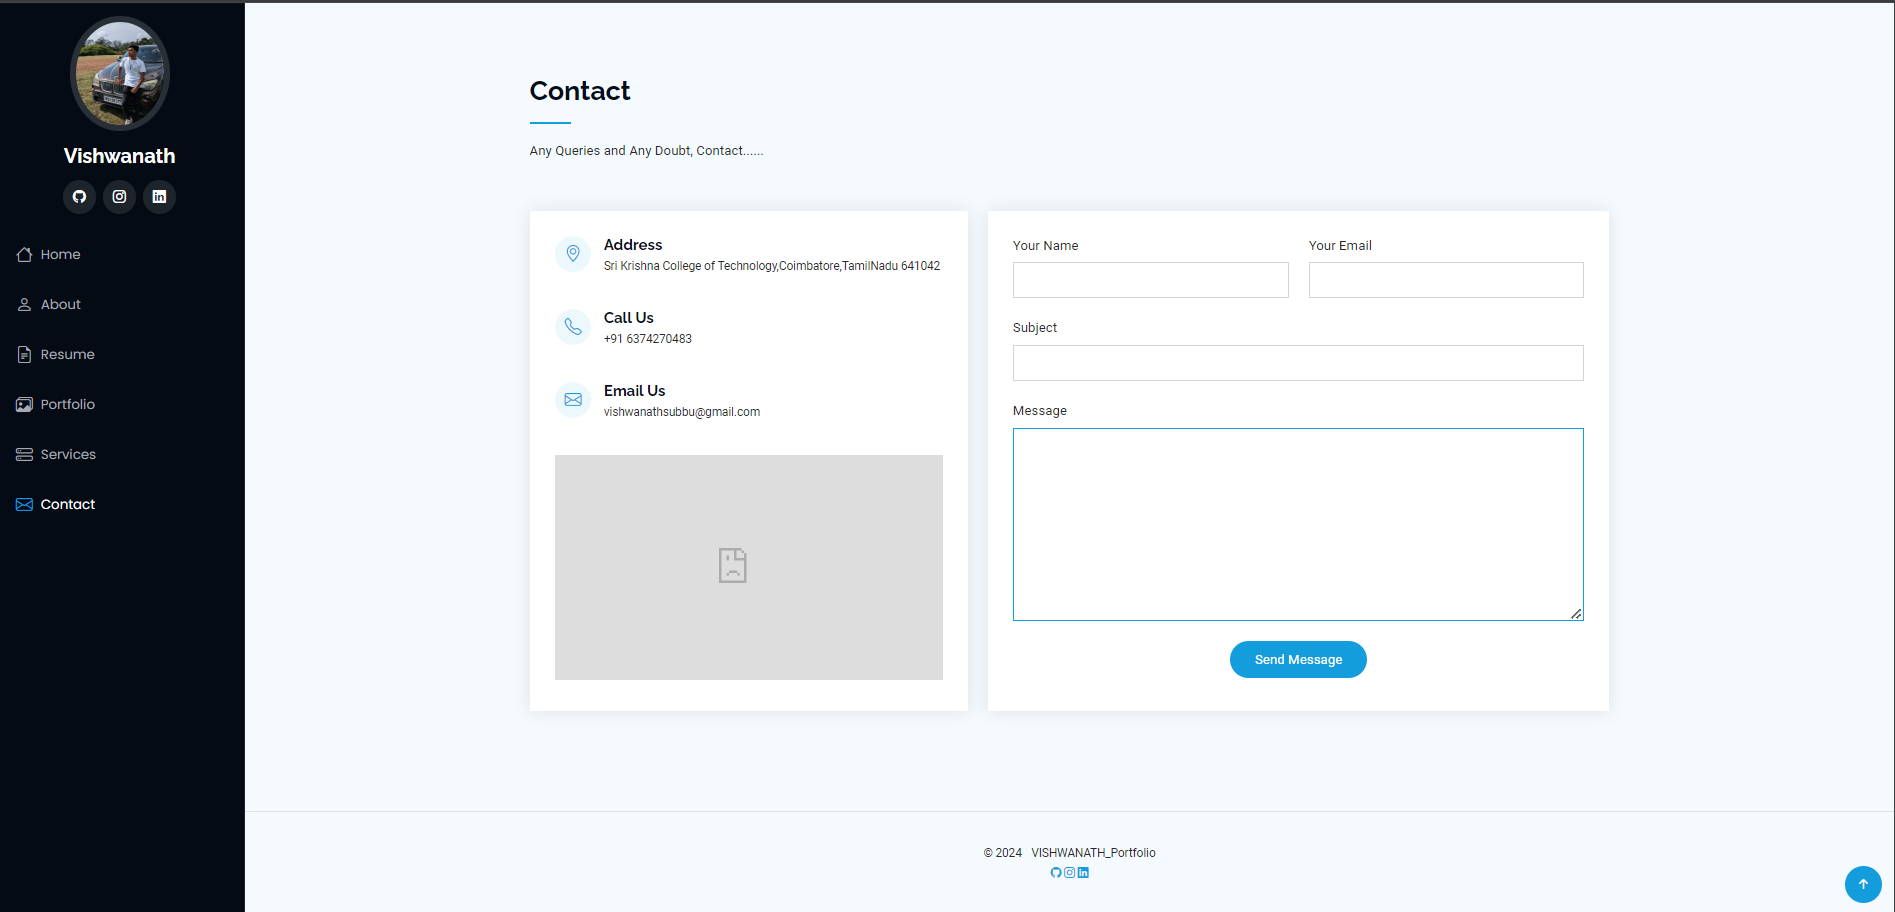 Vishwanath
Home
About
Resume
Portfolio
Services
Contact
Contact
Any Queries and Any Doubt, Contact......
Address
Sri Krishna College of Technology,Coimbatore,TamilNadu 641042
Call Us
+91 6374270483
Email Us
vishwanathsubbu@gmail.com
Your Name
Your Email
Subject
Message
Send Message
© 2024 VISHWANATH_Portfolio